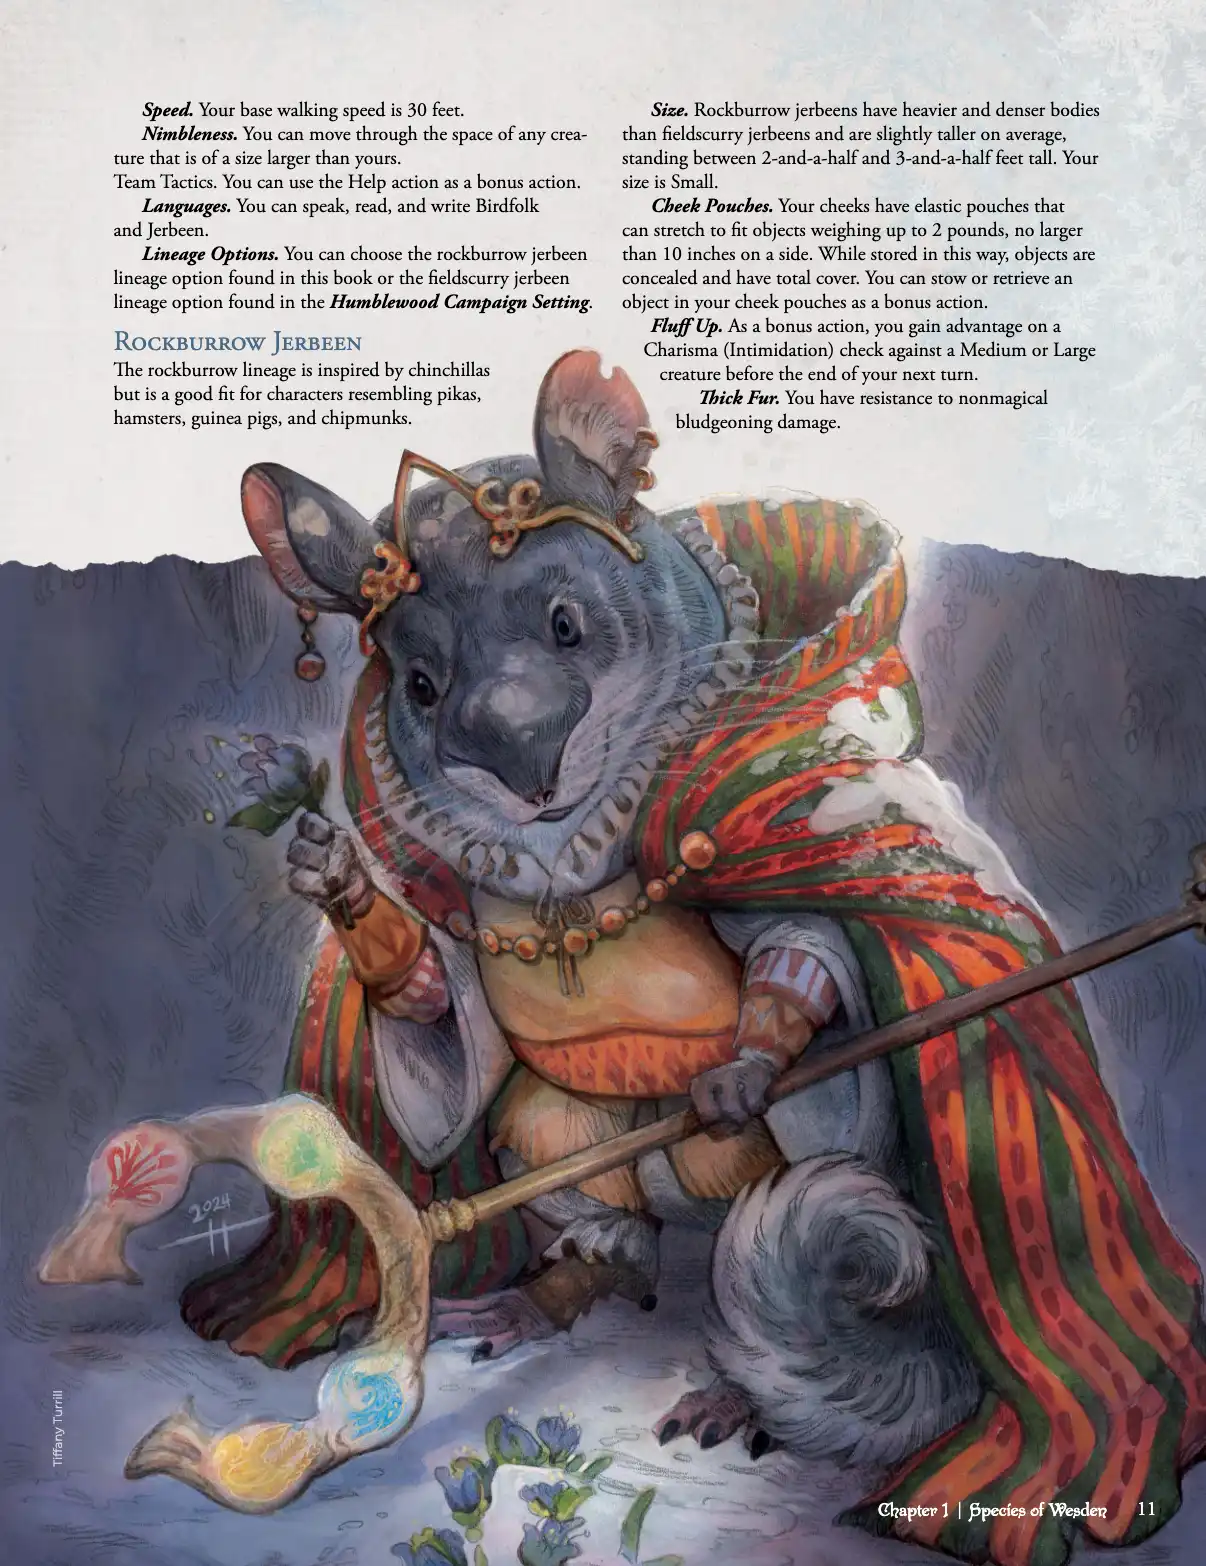 Speed. Your base walking speed is 30 feet.
Nimbleness. You can move through the space of any crea-
ture that is of a size larger than yours.
Team Tactics. You can use the Help action as a bonus action.
Languages. You can speak, read, and write Birdfolk
and Jerbeen.
Lineage Options. You can choose the rockburrow jerbeen
lineage option found in this book or the fieldscurry jerbeen
lineage option found in the Humblewood Campaign Setting.
Rockburrow Jerbeen
The rockburrow lineage is inspired by chinchillas
but is a good fit for characters resembling pikas,
hamsters, guinea pigs, and chipmunks.
Size. Rockburrow jerbeens have heavier and denser bodies
than fieldscurry jerbeens and are slightly taller on average,
standing between 2-and-a-half and 3-and-a-half feet tall. Your
size is Small.
Cheek Pouches. Your cheeks have elastic pouches that
can stretch to fit objects weighing up to 2 pounds, no larger
than 10 inches on a side. While stored in this way, objects are
concealed and have total cover. You can stow or retrieve an
object in your cheek pouches as a bonus action.
Fluff Up. As a bonus action, you gain advantage on a
Charisma (Intimidation) check against a Medium or Large
creature before the end of your next turn.
Thick Fur. You have resistance to nonmagical
bludgeoning damage.
2024
Tiffany Turrill
Chapter 1 | Species of Wesden 11